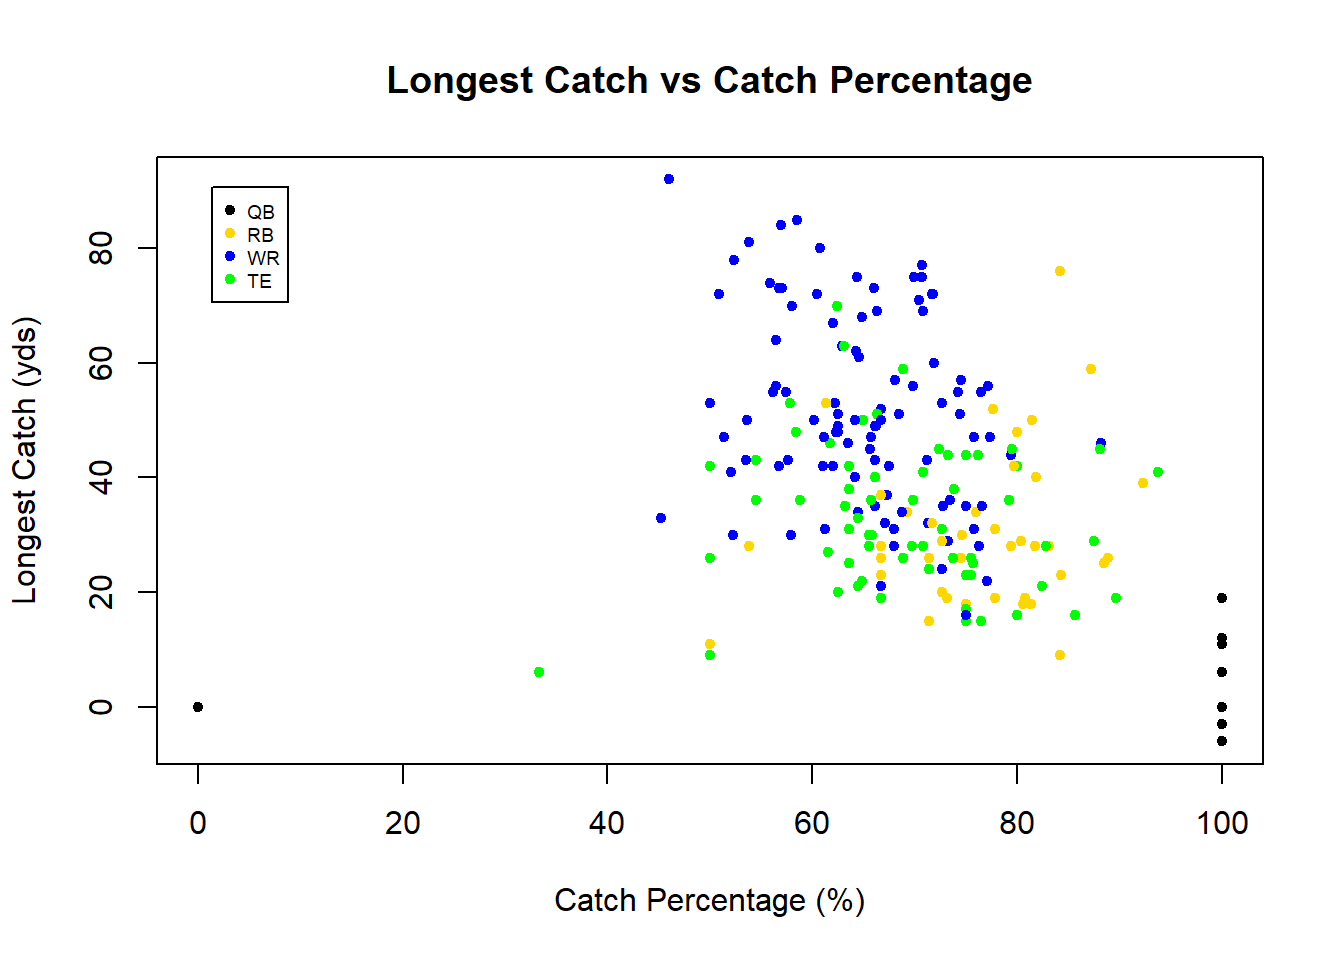 Longest Catch vs Catch Percentage
QB
RB
WR
TE
Longest Catch (yds)
80
60
40
20
0
0 20 40 60 80 100
Catch Percentage (%)